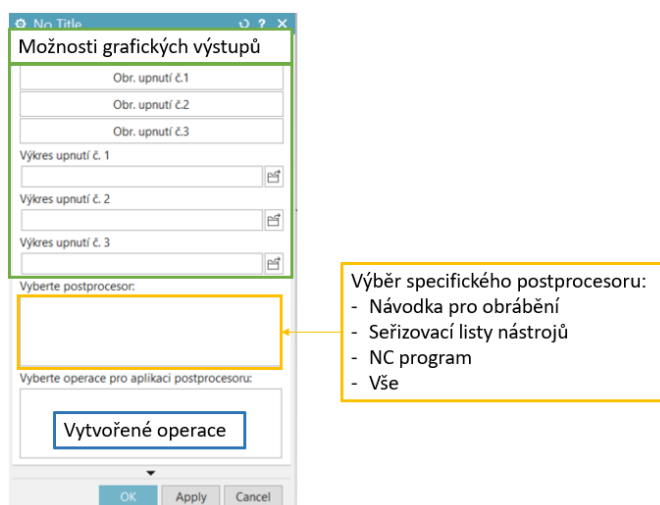 No Title
Možnosti grafických výstupů
Obr. upnutí č.1
Obr. upnutí č.2
Obr. upnutí č.3
Výkres upnutí č. 1
Výkres upnutí č. 2
Výkres upnutí č. 3
Vyberte postprocesor:
Výběr specifického postprocesoru:
- Návodka pro obrábění
- Seřizovací listy nástrojů
- NC program
- Vše
Vyberte operace pro aplikaci postprocesoru:
Vytvořené operace
OK Apply Cancel